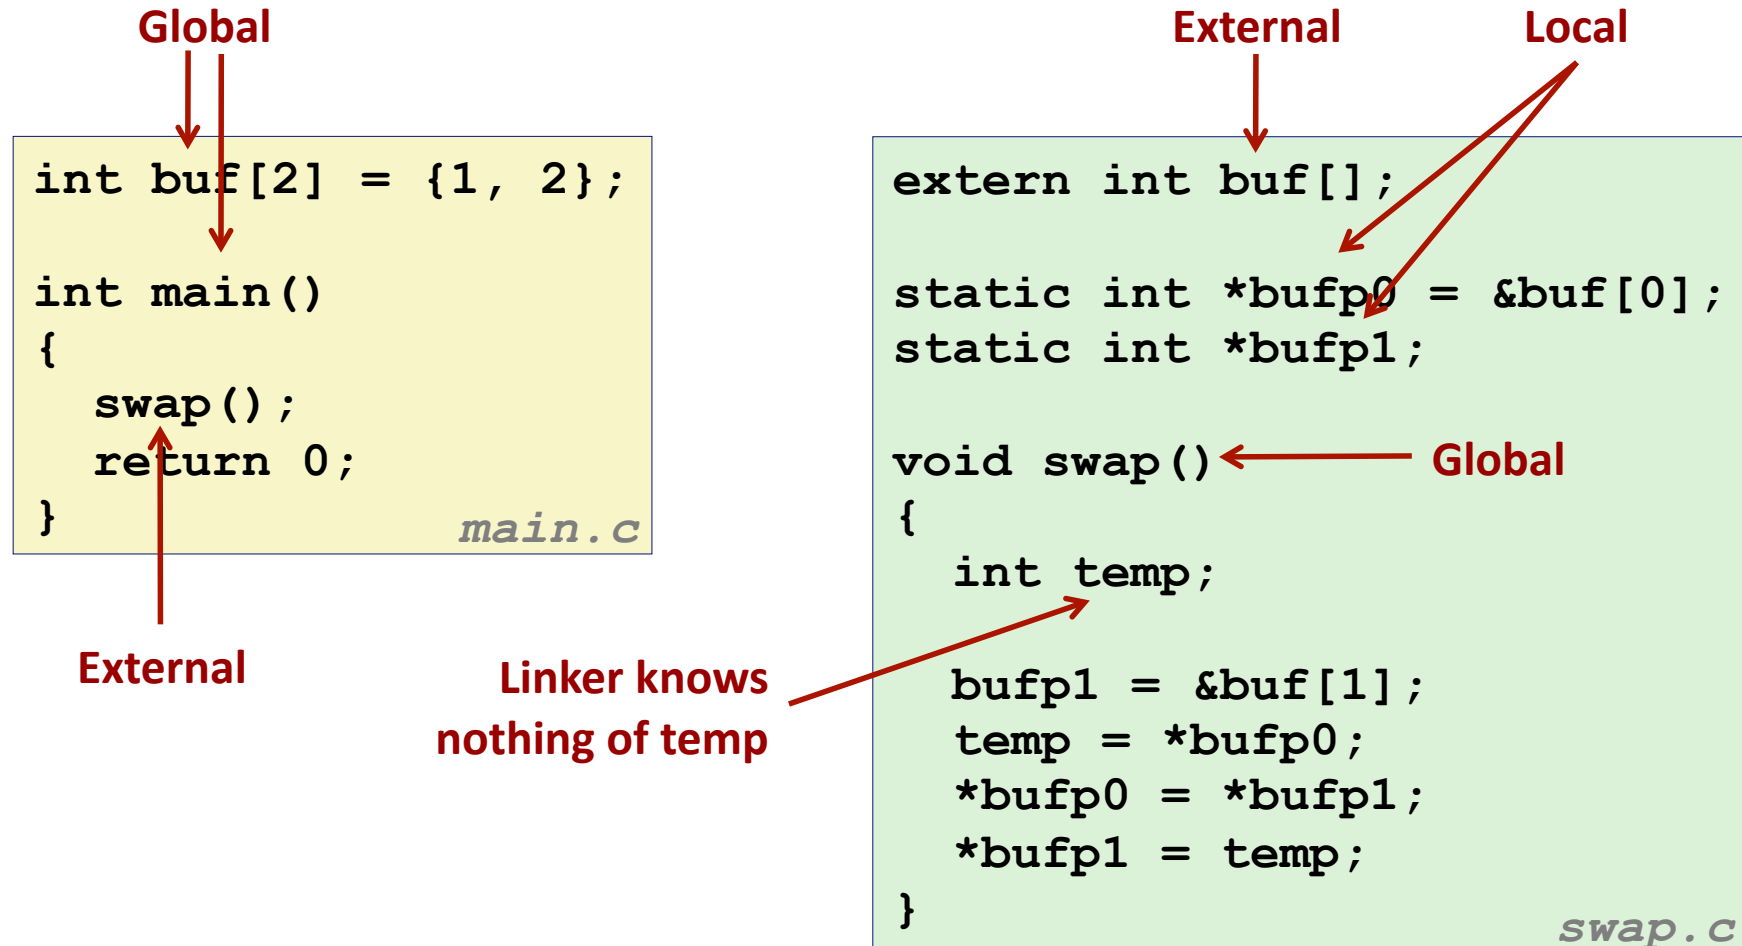 Global
int buf[2] = {1, 2};
int main()
{
  swap();
  return 0;
}
main.c
External
External
Local
extern int buf[];
static int *bufp0 = &buf[0];
static int *bufp1;
void swap()
Global
{
  int temp;
Linker knows
nothing of temp
  bufp1 = &buf[1];
  temp = *bufp0;
  *bufp0 = *bufp1;
  *bufp1 = temp;
}
swap.c